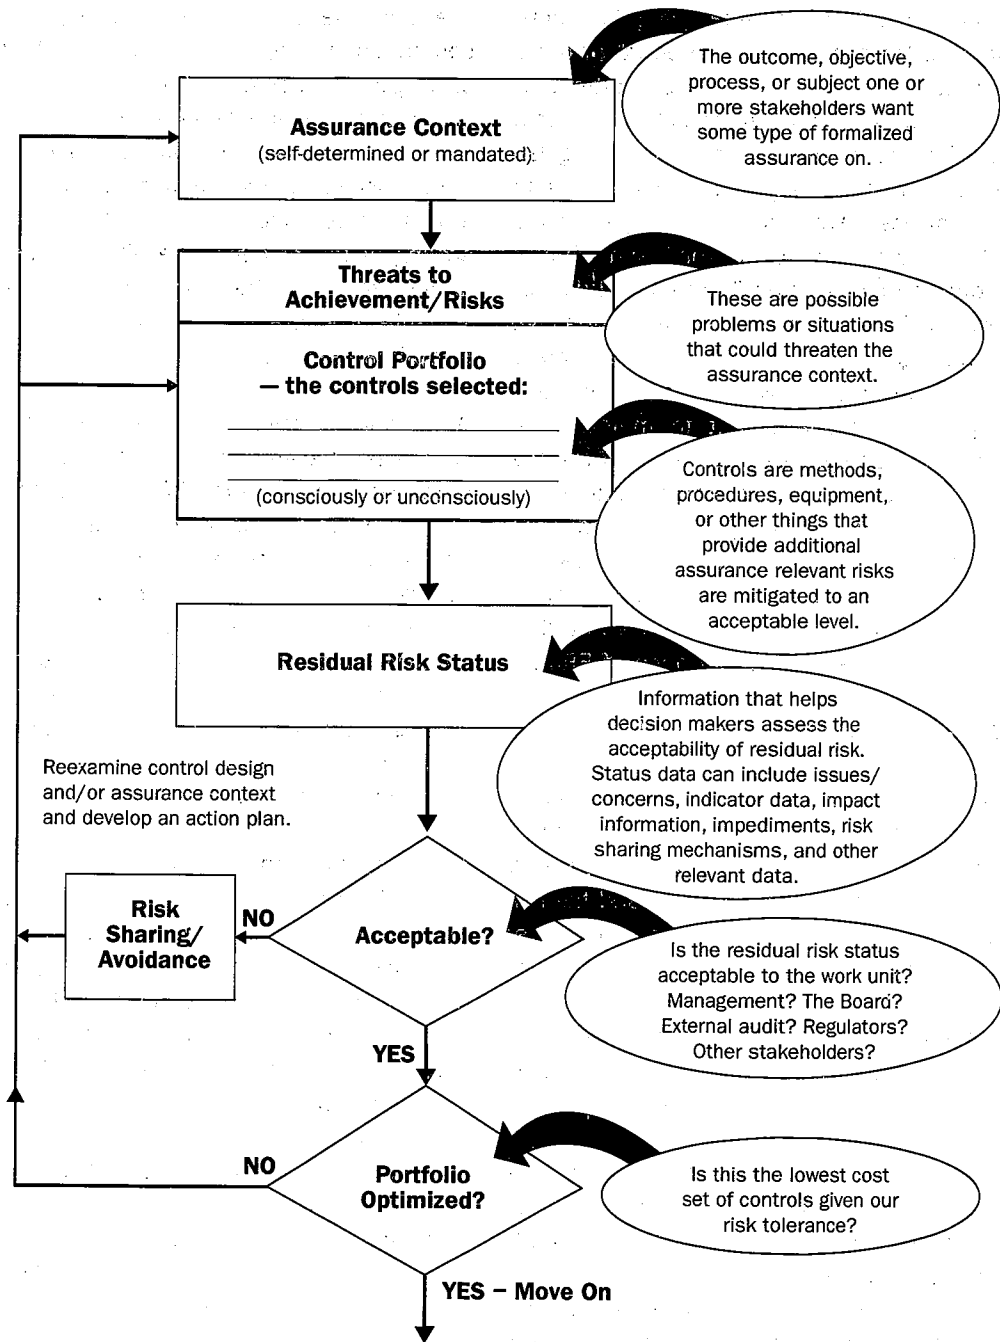 The outcome, objective,
process, or subject one or
more stakeholders want
some type of formalized
assurance on.
Assurance Context
(self-determined or mandated)
Threats to
Achievement/Risks
These are possible
problems or situations
that could threaten the
assurance context.
Control Portfolio
— the controls selected:
(consciously or unconsciously)
Controls are methods,
procedures, equipment,
or other things that
provide additional
assurance relevant risks
are mitigated to an
acceptable level.
Residual Risk Status
Information that helps
decision makers assess the
acceptability of residual risk.
Status data can include issues/
concerns, indicator data, impact
information, impediments, risk
sharing mechanisms, and other
relevant data.
Reexamine control design
and/or assurance context
and develop an action plan.
Risk
Sharing/
Avoidance
NO
Acceptable?
Is the residual risk status
acceptable to the work unit?
Management? The Board?
External audit? Regulators?
Other stakeholders?
YES
NO
Portfolio
Optimized?
Is this the lowest cost
set of controls given our
risk tolerance?
YES – Move On